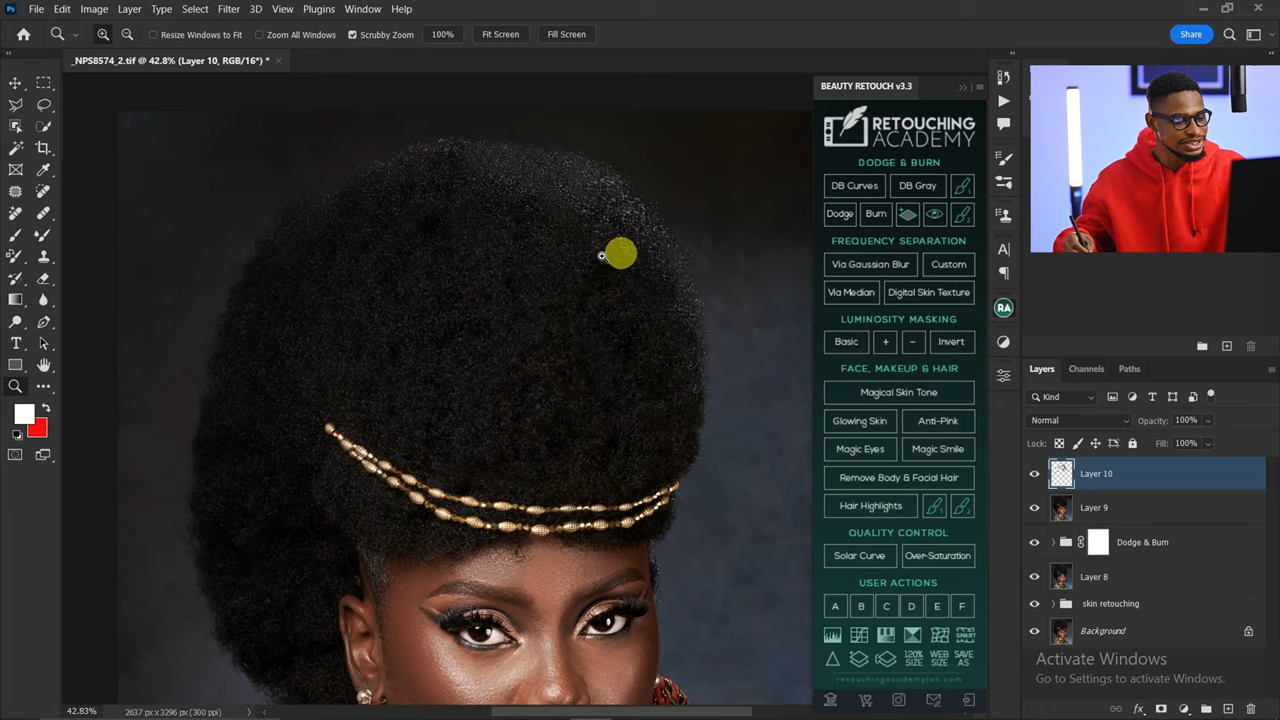 Ps File Edit Image Layer Type Select Filter 3D View Plugins Window Help
Resize Windows to Fit Zoom All Windows Scrubby Zoom 100% Fit Screen Fill Screen Share
_NPS8574_2.tif @ 42.8% (Layer 10, RGB/16*) *
BEAUTY RETOUCH v3.3
RETOUCHING
ACADEMY
DODGE & BURN
DB Curves DB Gray
Dodge Burn
FREQUENCY SEPARATION
Via Gaussian Blur Custom
Via Median Digital Skin Texture
LUMINOSITY MASKING
Basic + − Invert
FACE, MAKEUP & HAIR
Magical Skin Tone
Glowing Skin Anti-Pink
Magic Eyes Magic Smile
Remove Body & Facial Hair
Hair Highlights
QUALITY CONTROL
Solar Curve Over-Saturation
USER ACTIONS
A B C D E F
SMART
120% SIZE WEB SIZE SAVE AS
retouchingacademylab.com
RA
Layers Channels Paths
Kind
Normal Opacity: 100%
Lock: Fill: 100%
Layer 10
Layer 9
Dodge & Burn
Layer 8
skin retouching
Background
Activate Windows
Go to Settings to activate Windows.
42.83% 2637 px x 3296 px (300 ppi)